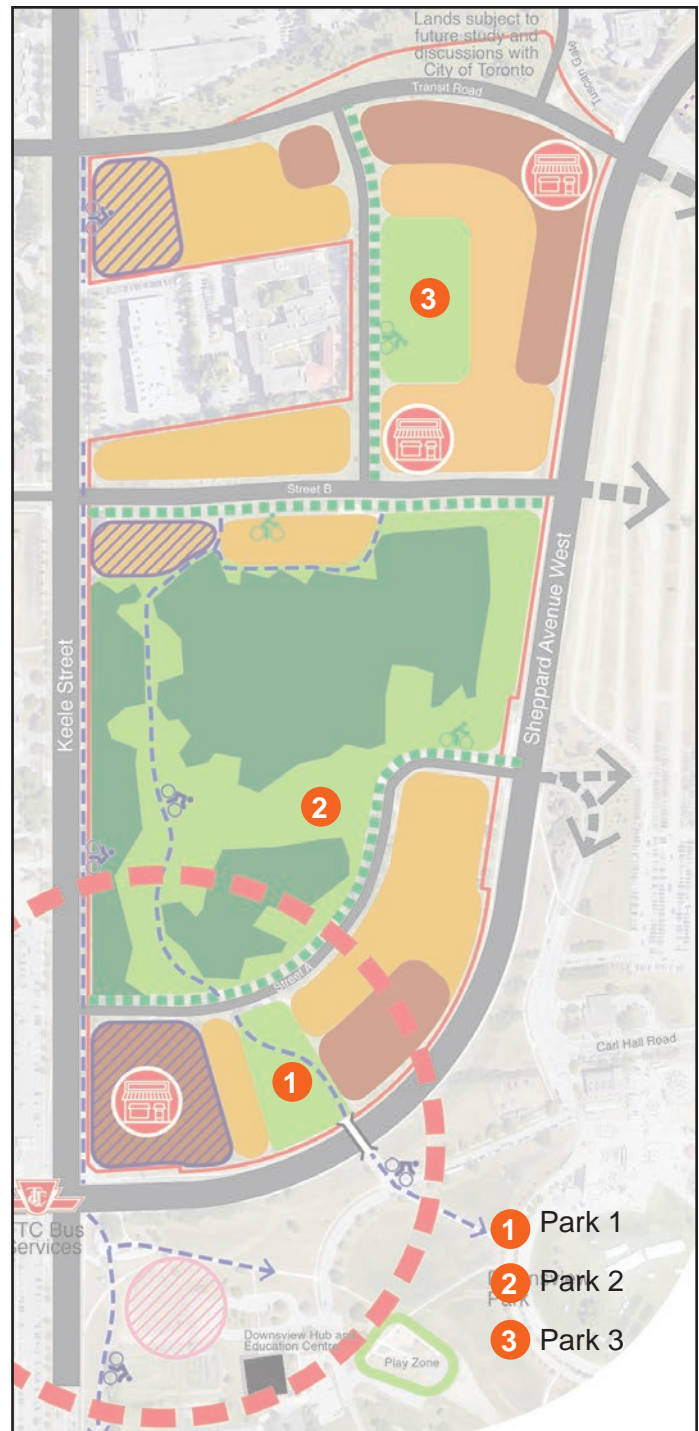 Lands subject to
future study and
discussions with
City of Toronto
Tuscan Gate
Transit Road
3
Street B
Keele Street
Sheppard Avenue West
2
Street A
Carl Hall Road
1
TTC
TTC Bus
Services
1 Park 1
2 Park 2
Park
3 Park 3
Downsview Hub and
Education Centre
Play Zone